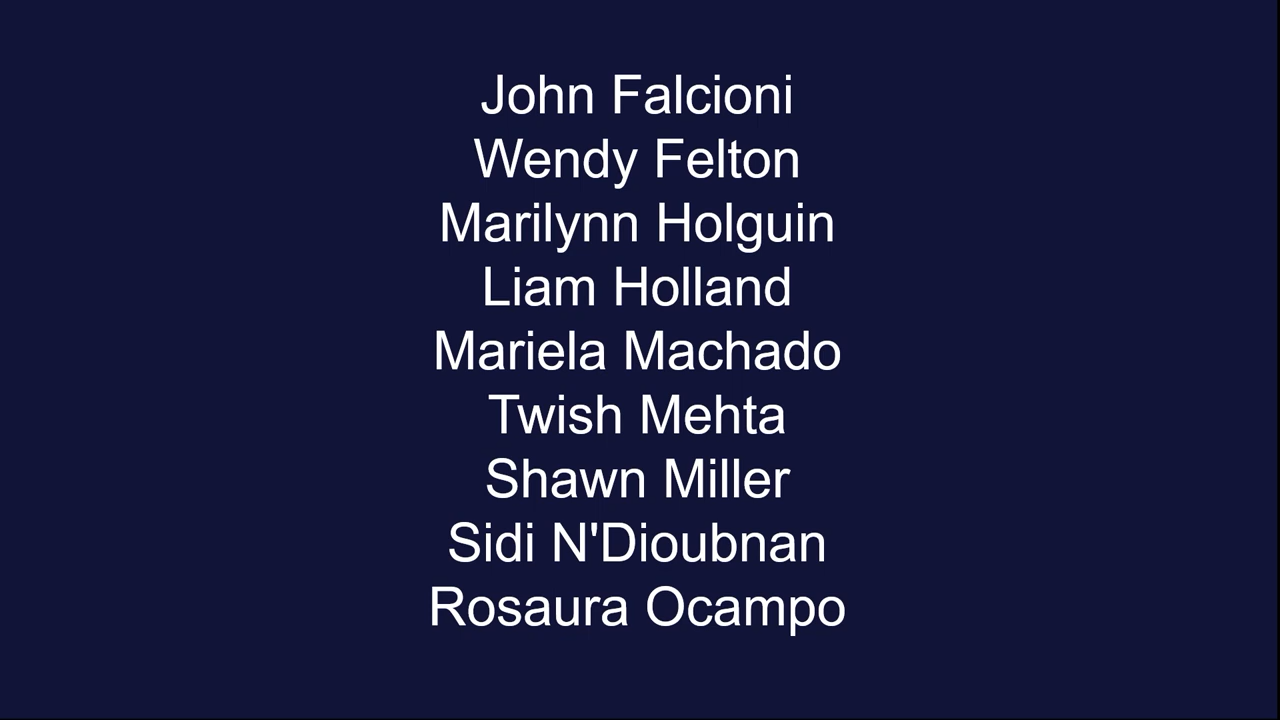 John Falcioni
Wendy Felton
Marilynn Holguin
Liam Holland
Mariela Machado
Twish Mehta
Shawn Miller
Sidi N'Dioubnan
Rosaura Ocampo